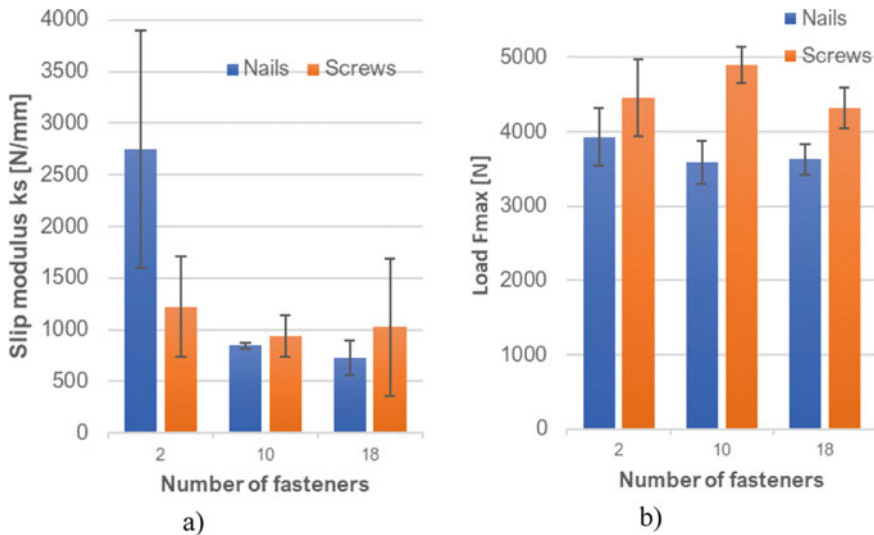 4000
3500
3000
2500
2000
1500
1000
500
0
Slip modulus ks [N/mm]
Nails Screws
2 10 18
Number of fasteners
a)
Nails
Screws
5000
4000
3000
2000
1000
0
Load Fmax [N]
2 10 18
Number of fasteners
b)